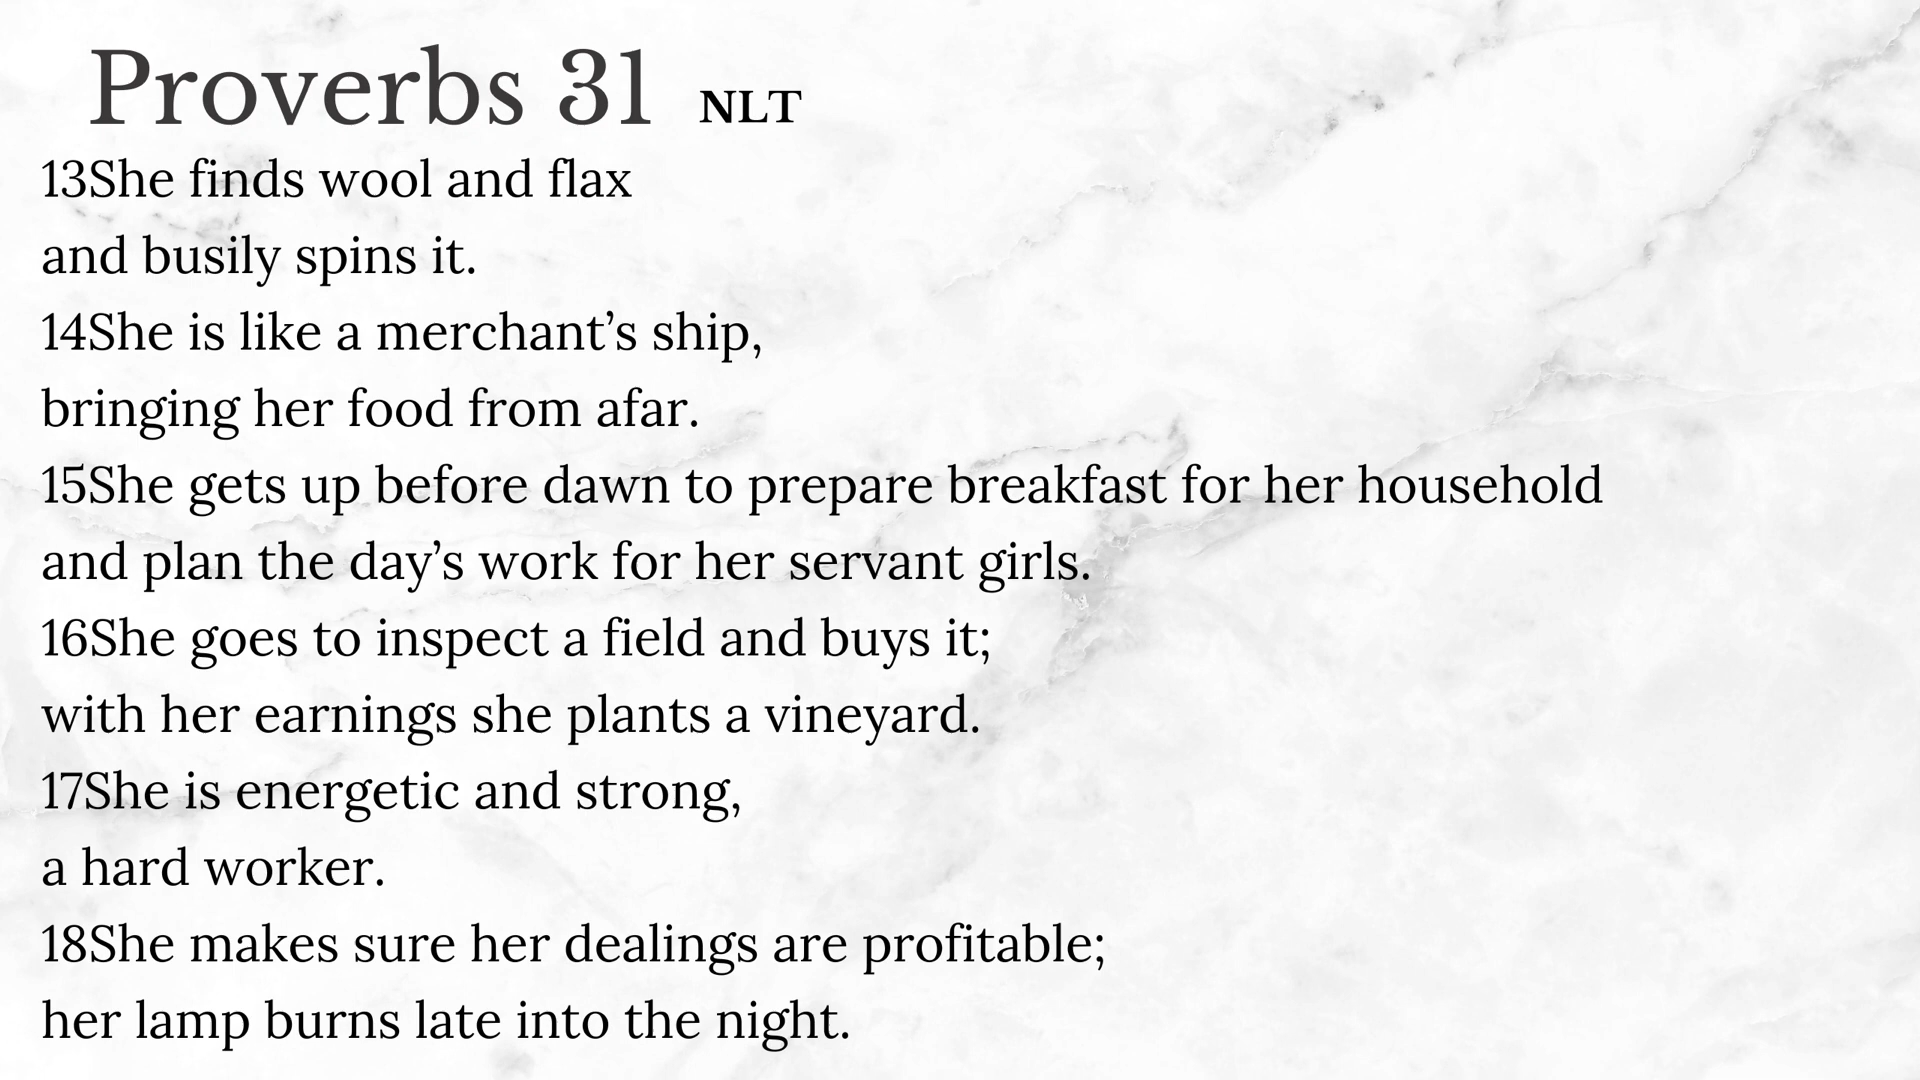 Proverbs 31 NLT
13She finds wool and flax
and busily spins it.
14She is like a merchant’s ship,
bringing her food from afar.
15She gets up before dawn to prepare breakfast for her household
and plan the day’s work for her servant girls.
16She goes to inspect a field and buys it;
with her earnings she plants a vineyard.
17She is energetic and strong,
a hard worker.
18She makes sure her dealings are profitable;
her lamp burns late into the night.